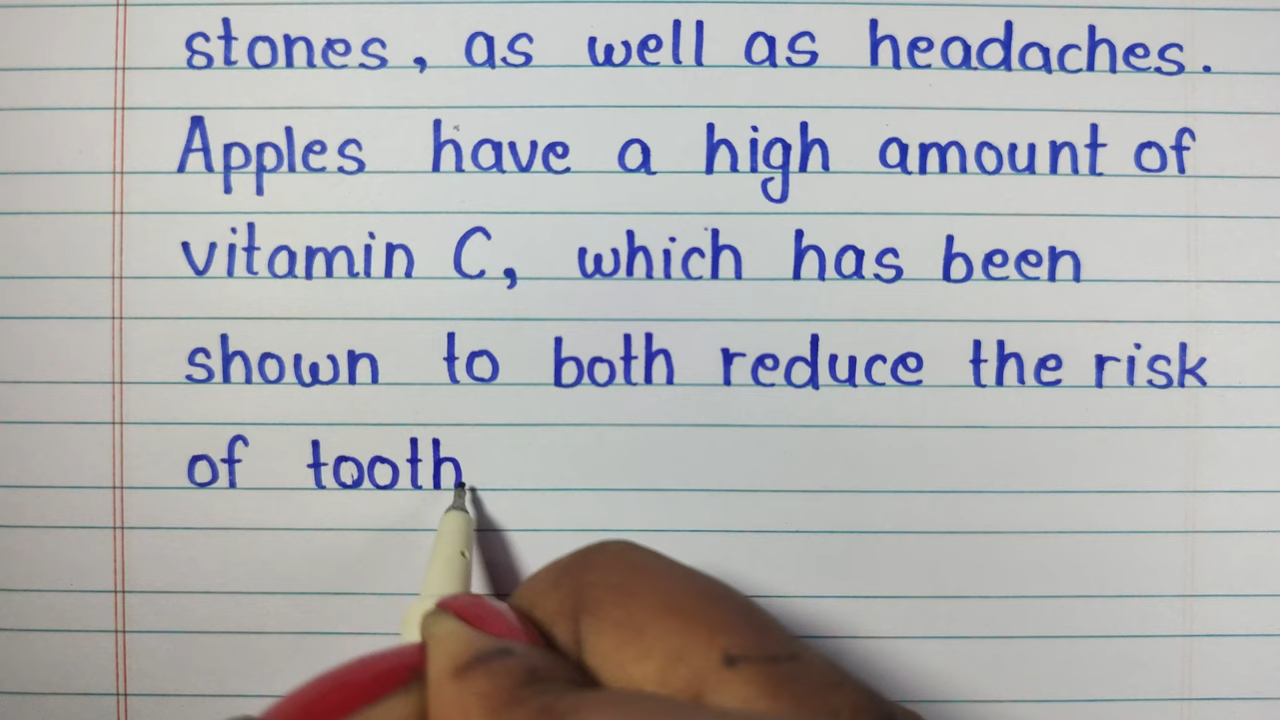 stones, as well as headaches.
Apples have a high amount of
vitamin C, which has been
shown to both reduce the risk
of tooth